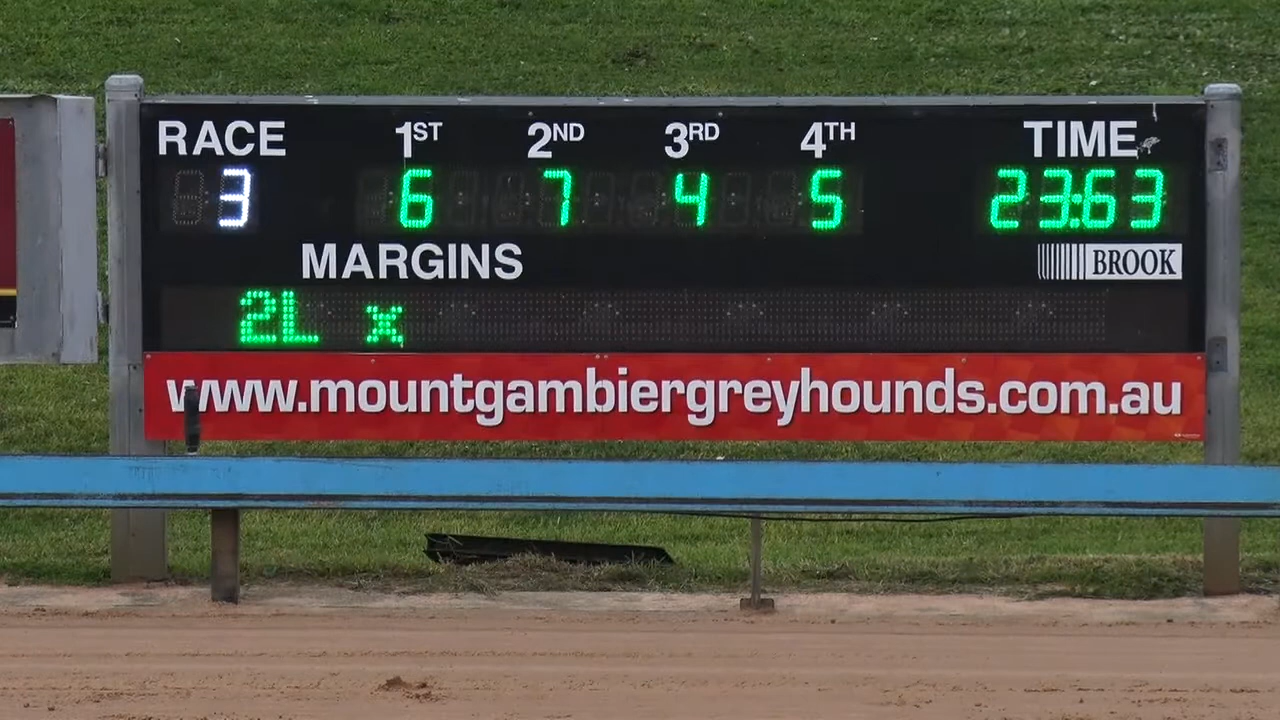 RACE 1ST 2ND 3RD 4TH TIME
3 6 7 4 5 23:63
MARGINS BROOK
2L x
www.mountgambiergreyhounds.com.au